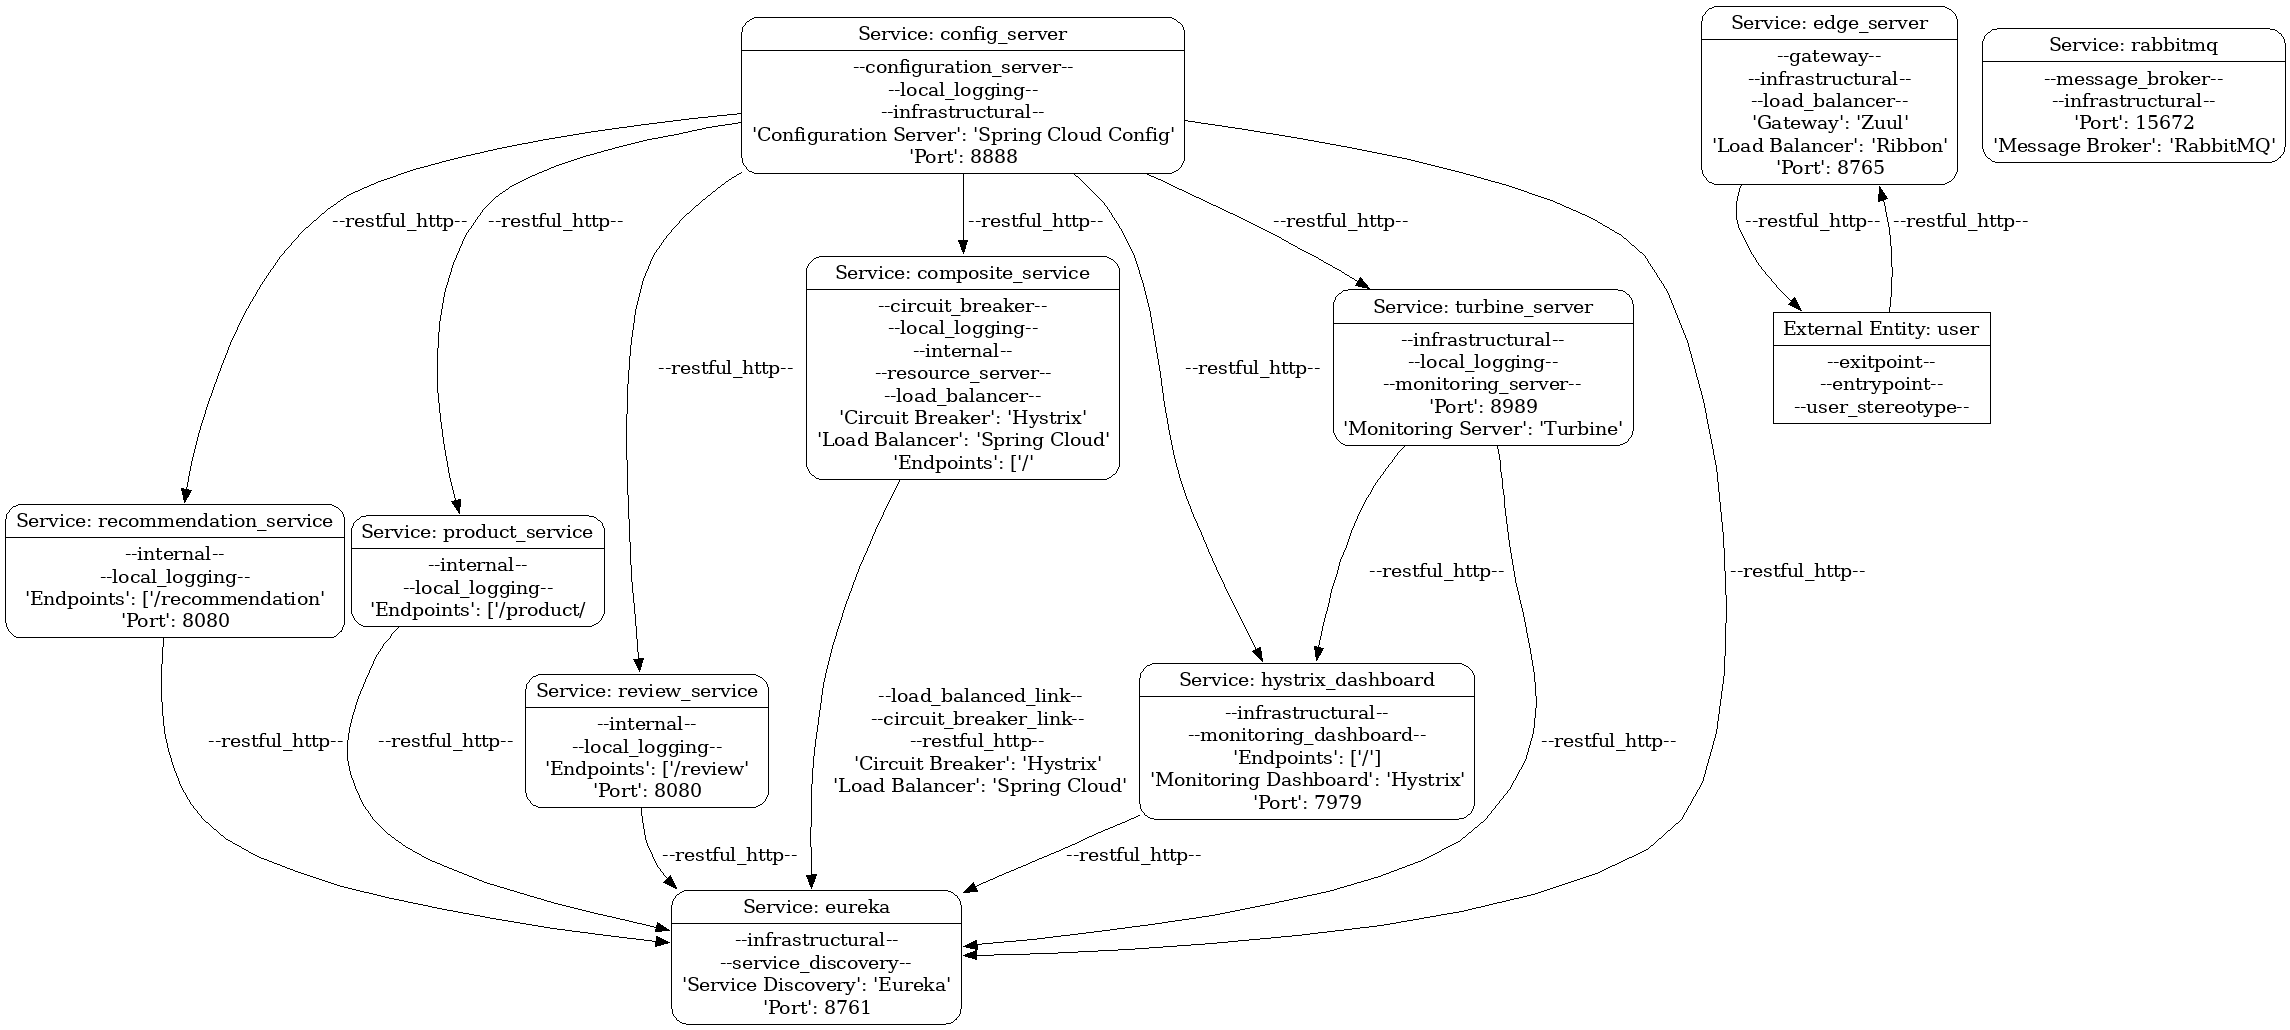 Service: config_server
--configuration_server--
--local_logging--
--infrastructural--
'Configuration Server': 'Spring Cloud Config'
'Port': 8888
Service: edge_server
--gateway--
--infrastructural--
--load_balancer--
'Gateway': 'Zuul'
'Load Balancer': 'Ribbon'
'Port': 8765
Service: rabbitmq
--message_broker--
--infrastructural--
'Port': 15672
'Message Broker': 'RabbitMQ'
--restful_http--
--restful_http--
--restful_http--
--restful_http--
--restful_http--
--restful_http--
Service: composite_service
--circuit_breaker--
--local_logging--
--internal--
--resource_server--
--load_balancer--
'Circuit Breaker': 'Hystrix'
'Load Balancer': 'Spring Cloud'
'Endpoints': ['/'
Service: turbine_server
--infrastructural--
--local_logging--
--monitoring_server--
'Port': 8989
'Monitoring Server': 'Turbine'
External Entity: user
--exitpoint--
--entrypoint--
--user_stereotype--
--restful_http--
--restful_http--
Service: recommendation_service
--internal--
--local_logging--
'Endpoints': ['/recommendation'
'Port': 8080
Service: product_service
--internal--
--local_logging--
'Endpoints': ['/product/
--restful_http--
--restful_http--
Service: review_service
--internal--
--local_logging--
'Endpoints': ['/review'
'Port': 8080
--load_balanced_link--
--circuit_breaker_link--
--restful_http--
'Circuit Breaker': 'Hystrix'
'Load Balancer': 'Spring Cloud'
Service: hystrix_dashboard
--infrastructural--
--monitoring_dashboard--
'Endpoints': ['/']
'Monitoring Dashboard': 'Hystrix'
'Port': 7979
--restful_http--
--restful_http--
--restful_http--
--restful_http--
--restful_http--
Service: eureka
--infrastructural--
--service_discovery--
'Service Discovery': 'Eureka'
'Port': 8761